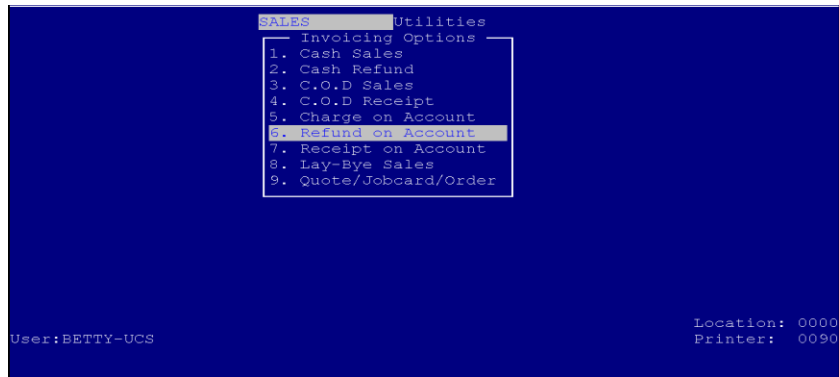 SALES Utilities
Invoicing Options
1. Cash Sales
2. Cash Refund
3. C.O.D Sales
4. C.O.D Receipt
5. Charge on Account
6. Refund on Account
7. Receipt on Account
8. Lay-Bye Sales
9. Quote/Jobcard/Order
Location: 0000
User:BETTY-UCS Printer: 0090